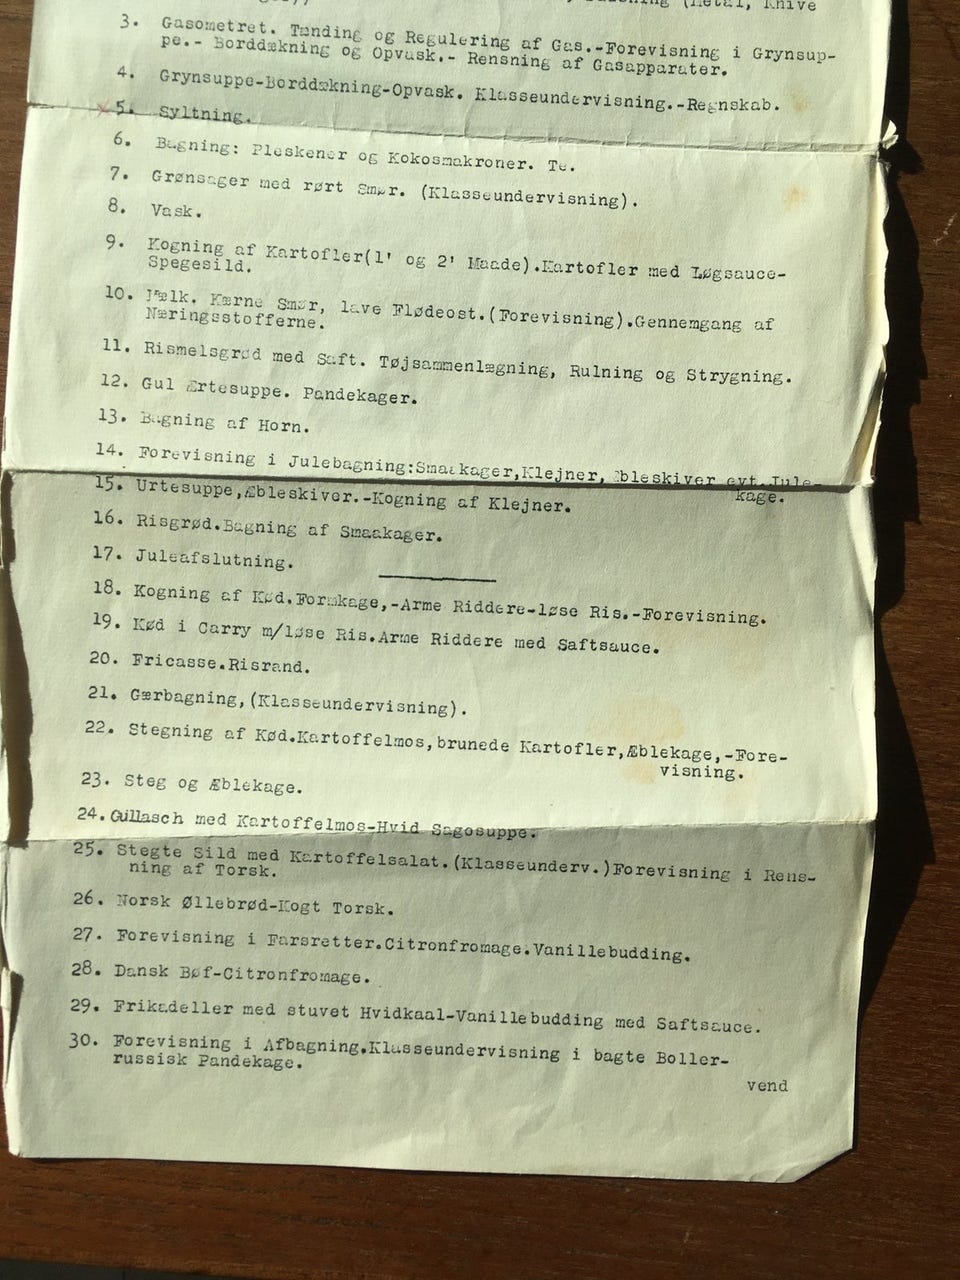 (Metal, Knive
3. Gasometret. Tænding og Regulering af Gas.-Forevisning i Grynsup-
pe.- Borddækning og Opvask.- Rensning af Gasapparater.
4. Grynsuppe-Borddækning-Opvask. Klasseundervisning.-Regnskab.
x 5. Syltning.
6. Bagning: Pleskener og Kokosmakroner. Te.
7. Grønsager med rørt Smør. (Klasseundervisning).
8. Vask.
9. Kogning af Kartofler(1' og 2' Maade).Kartofler med Løgsauce-
Spegesild.
10. Mælk. Kærne Smør, lave Flødeost.(Forevisning).Gennemgang af
Næringsstofferne.
11. Rismelsgrød med Saft. Tøjsammenlægning, Rulning og Strygning.
12. Gul Ærtesuppe. Pandekager.
13. Bagning af Horn.
14. Forevisning i Julebagning:Smaakager,Klejner, Æbleskiver evt.Jule-
kage.
15. Urtesuppe,Æbleskiver.-Kogning af Klejner.
16. Risgrød.Bagning af Smaakager.
17. Juleafslutning.
18. Kogning af Kød.Formkage,-Arme Riddere-løse Ris.-Forevisning.
19. Kød i Carry m/løse Ris.Arme Riddere med Saftsauce.
20. Fricasse.Risrand.
21. Gærbagning,(Klasseundervisning).
22. Stegning af Kød.Kartoffelmos,brunede Kartofler,Æblekage,-Fore-
visning.
23. Steg og Æblekage.
24. Gullasch med Kartoffelmos-Hvid Sagosuppe.
25. Stegte Sild med Kartoffelsalat.(Klasseunderv.)Forevisning i Rens-
ning af Torsk.
26. Norsk Øllebrød-Kogt Torsk.
27. Forevisning i Farsretter.Citronfromage.Vanillebudding.
28. Dansk Bøf-Citronfromage.
29. Frikadeller med stuvet Hvidkaal-Vanillebudding med Saftsauce.
30. Forevisning i Afbagning.Klasseundervisning i bagte Boller-
russisk Pandekage.
vend